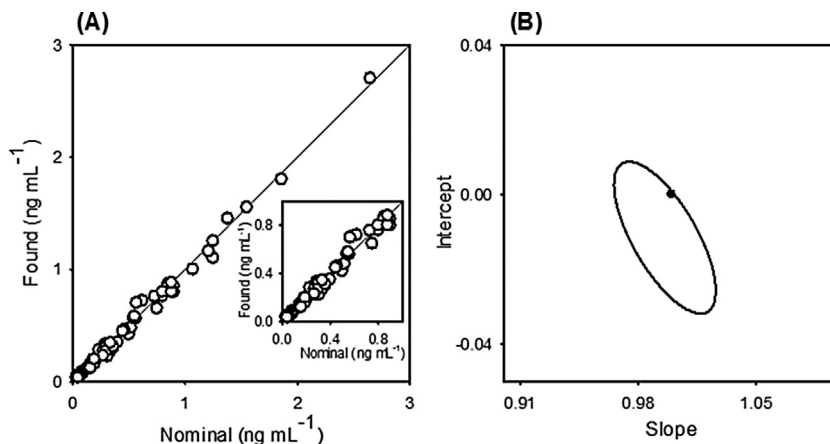 (A)
3
2
1
0
Found (ng mL-1)
0 1 2 3
Nominal (ng mL-1)
0.8
0.4
0.0
Found (ng mL-1)
0.0 0.4 0.8
Nominal (ng mL-1)
(B)
0.04
0.00
-0.04
Intercept
0.91 0.98 1.05
Slope